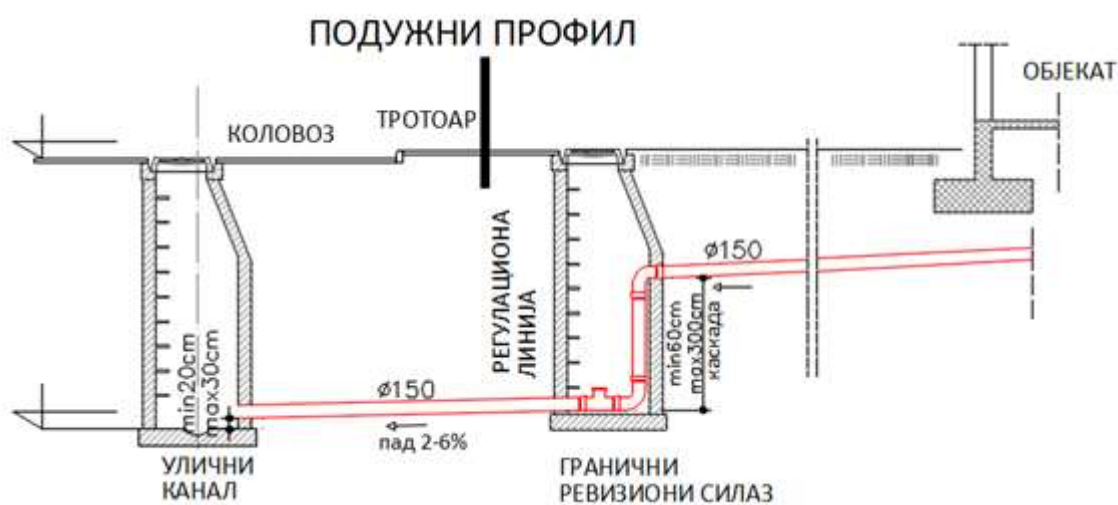 ПОДУЖНИ ПРОФИЛ
ОБЈЕКАТ
КОЛОВОЗ
ТРОТОАР
РЕГУЛАЦИОНА
ЛИНИЈА
ø150
min60cm
max300cm
каскада
min20cm
max30cm
ø150
пад 2-6%
УЛИЧНИ
КАНАЛ
ГРАНИЧНИ
РЕВИЗИОНИ СИЛАЗ